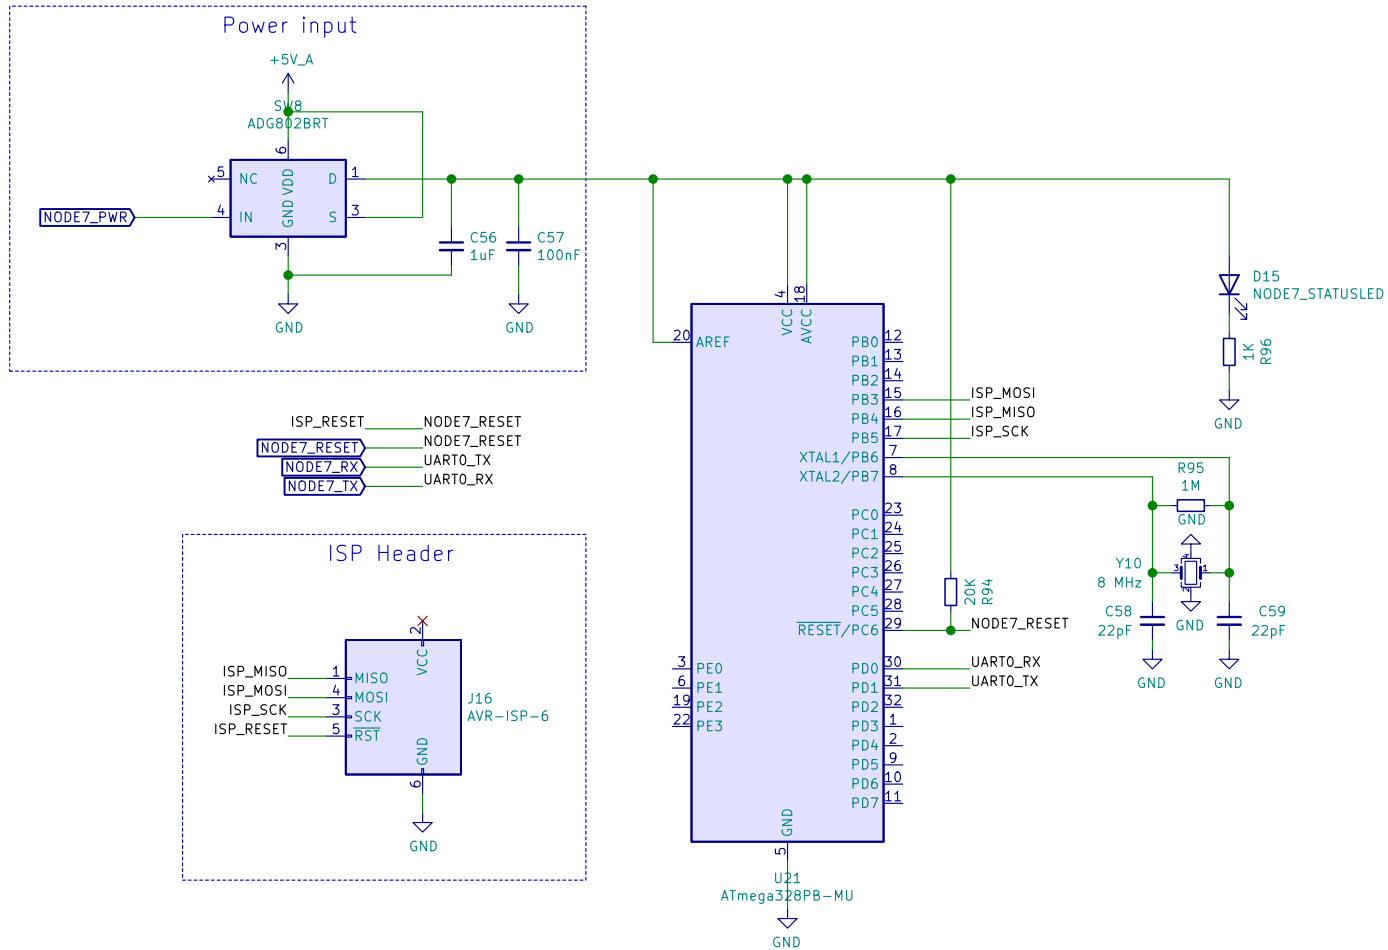 Power input
+5V_A
SW8
ADG802BRT
6
5 NC VDD D 1
NODE7_PWR 4 IN GND S 3
3
C56
1uF
C57
100nF
GND
GND
D15
NODE7_STATUSLED
1K
R96
GND
ISP_RESET NODE7_RESET
NODE7_RESET NODE7_RESET
NODE7_RX UART0_TX
NODE7_TX UART0_RX
ISP Header
2
VCC
ISP_MISO 1 MISO
ISP_MOSI 4 MOSI
ISP_SCK 3 SCK
ISP_RESET 5 RST
J16
AVR-ISP-6
GND
6
GND
4 18
VCC AVCC
20 AREF
PB0 12
PB1 13
PB2 14
PB3 15 ISP_MOSI
PB4 16 ISP_MISO
PB5 17 ISP_SCK
XTAL1/PB6 7
XTAL2/PB7 8
PC0 23
PC1 24
PC2 25
PC3 26
PC4 27
PC5 28
RESET/PC6 29 NODE7_RESET
20K
R94
3 PE0
6 PE1
19 PE2
22 PE3
PD0 30 UART0_RX
PD1 31 UART0_TX
PD2 32
PD3 1
PD4 2
PD5 9
PD6 10
PD7 11
GND
5
U21
ATmega328PB-MU
GND
R95
1M
GND
4
Y10
8 MHz
3 1
2
GND
C58
22pF
C59
22pF
GND
GND